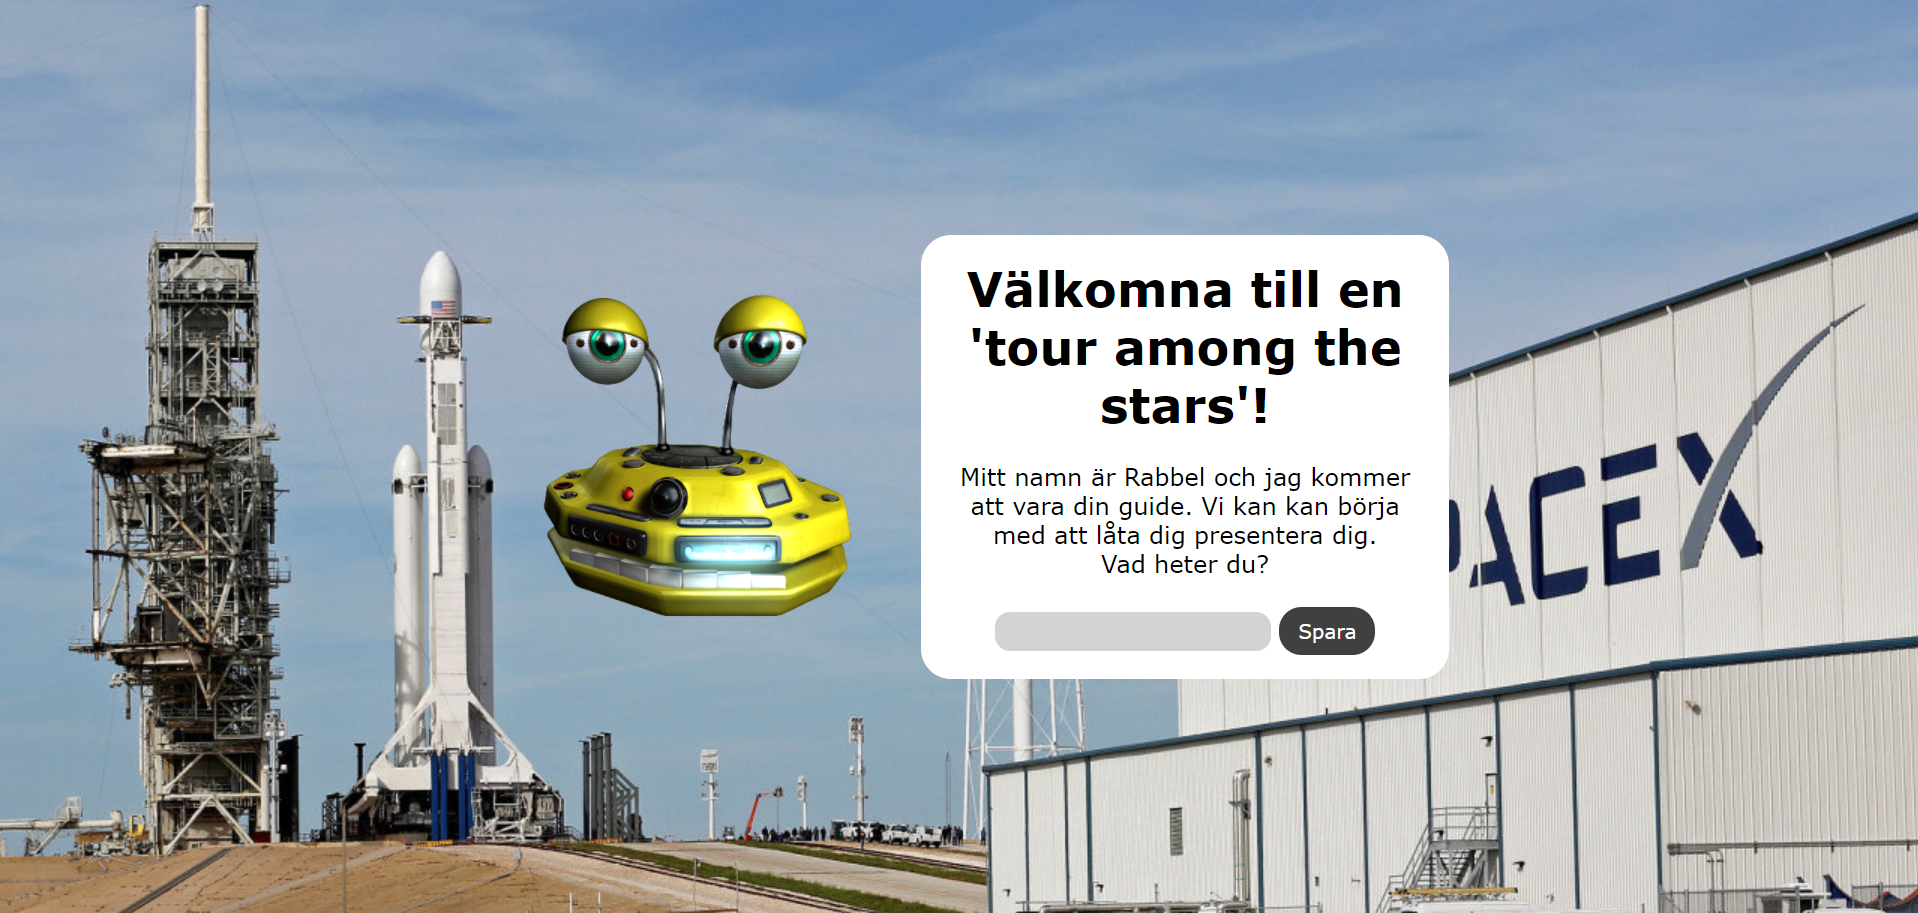 Välkomna till en
'tour among the
stars'!
Mitt namn är Rabbel och jag kommer
att vara din guide. Vi kan kan börja
med att låta dig presentera dig.
Vad heter du?
Spara
PACEX